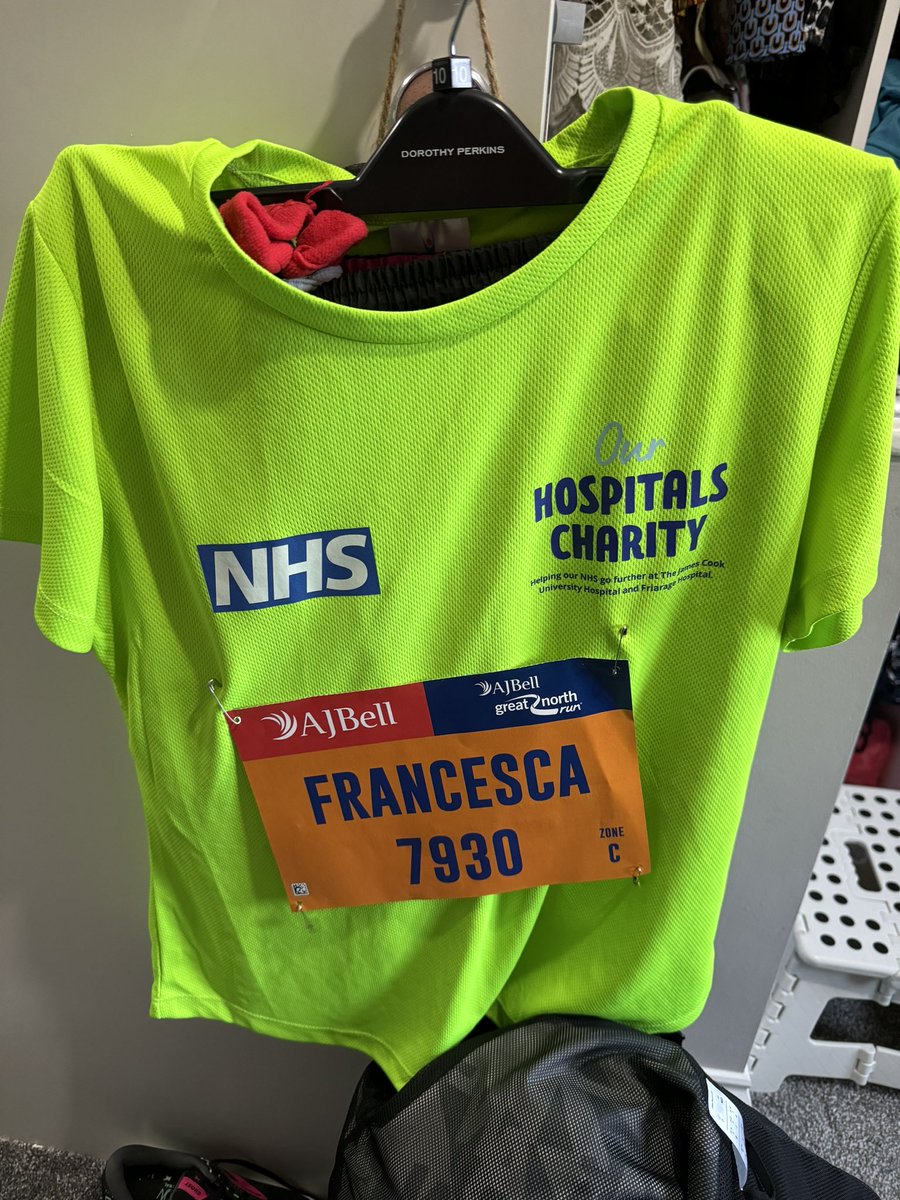 10 10
DOROTHY PERKINS
Our
HOSPITALS
CHARITY
Helping our NHS go further at The James Cook
University Hospital and Friarage Hospital.
NHS
AJBell
AJBell
great north
run
FRANCESCA
7930
ZONE
C